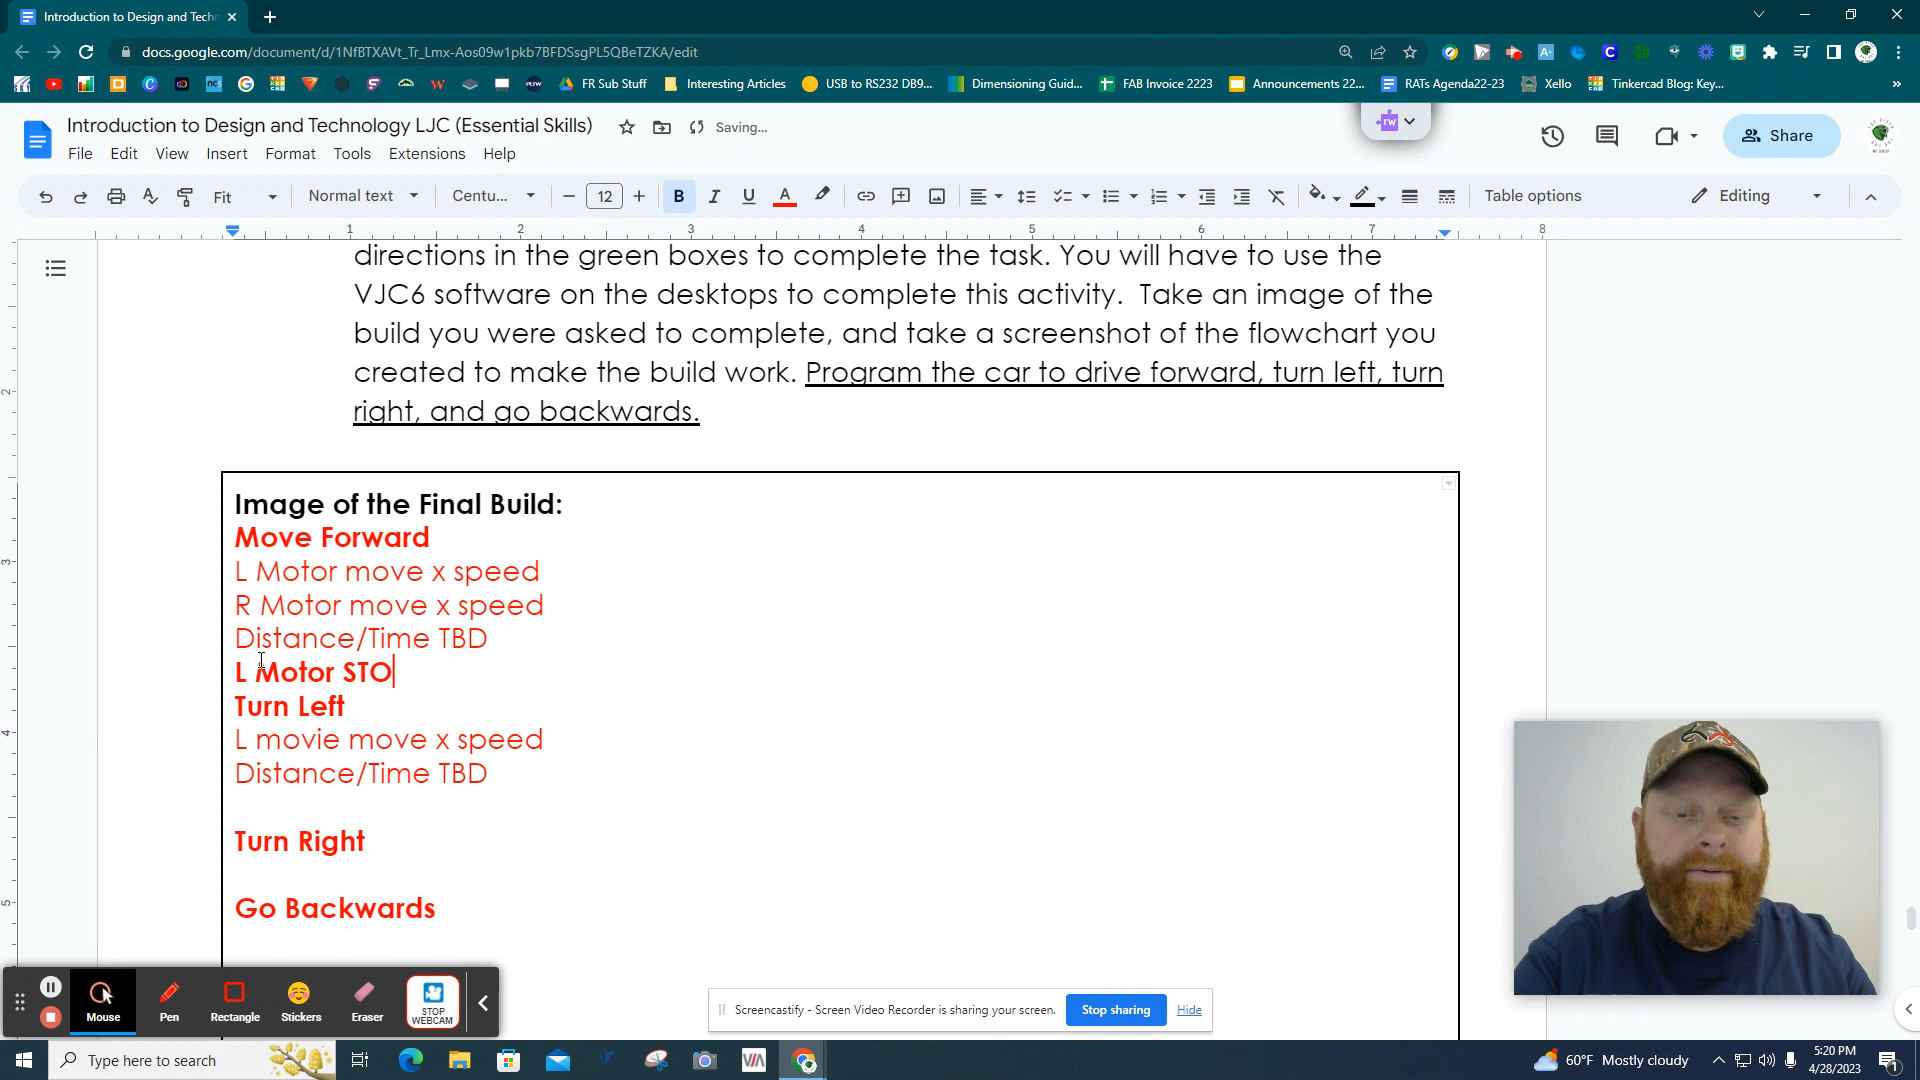 Introduction to Design and Techn
docs.google.com/document/d/1NfBTXAVt_Tr_Lmx-Aos09w1pkb7BFDSsgPL5QBeTZKA/edit
FR Sub Stuff
Interesting Articles
USB to RS232 DB9...
Dimensioning Guid...
FAB Invoice 2223
Announcements 22...
RATs Agenda22-23
Xello
Tinkercad Blog: Key...
Introduction to Design and Technology LJC (Essential Skills)
Saving...
Share
File Edit View Insert Format Tools Extensions Help
Fit
Normal text
Centu...
12
Table options
Editing
1 2 3 4 5 6 7 8
directions in the green boxes to complete the task. You will have to use the
VJC6 software on the desktops to complete this activity. Take an image of the
build you were asked to complete, and take a screenshot of the flowchart you
created to make the build work. Program the car to drive forward, turn left, turn
right, and go backwards.
Image of the Final Build:
Move Forward
L Motor move x speed
R Motor move x speed
Distance/Time TBD
L Motor STO
Turn Left
L movie move x speed
Distance/Time TBD
Turn Right
Go Backwards
Mouse
Pen
Rectangle
Stickers
Eraser
STOP
WEBCAM
Screencastify - Screen Video Recorder is sharing your screen.
Stop sharing
Hide
Type here to search
60°F Mostly cloudy
5:20 PM
4/28/2023